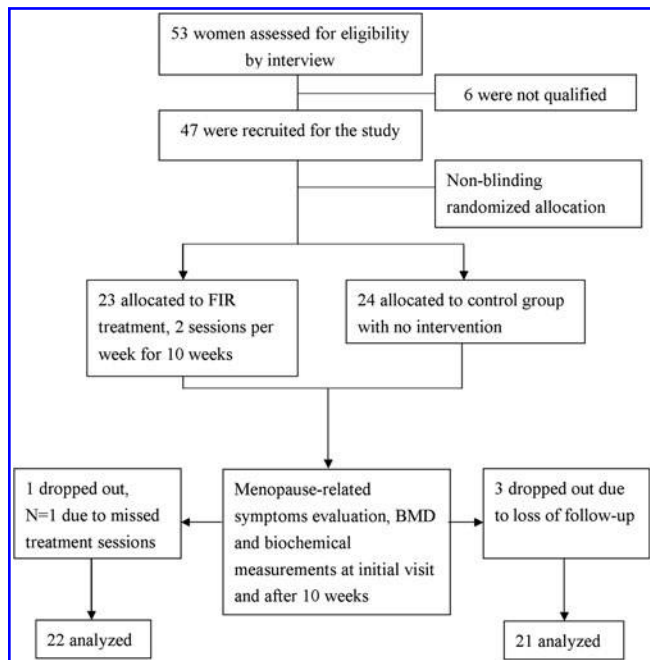 53 women assessed for eligibility
by interview
6 were not qualified
47 were recruited for the study
Non-blinding
randomized allocation
23 allocated to FIR
treatment, 2 sessions per
week for 10 weeks
24 allocated to control group
with no intervention
1 dropped out,
N=1 due to missed
treatment sessions
Menopause-related
symptoms evaluation, BMD
and biochemical
measurements at initial visit
and after 10 weeks
3 dropped out due
to loss of follow-up
22 analyzed
21 analyzed